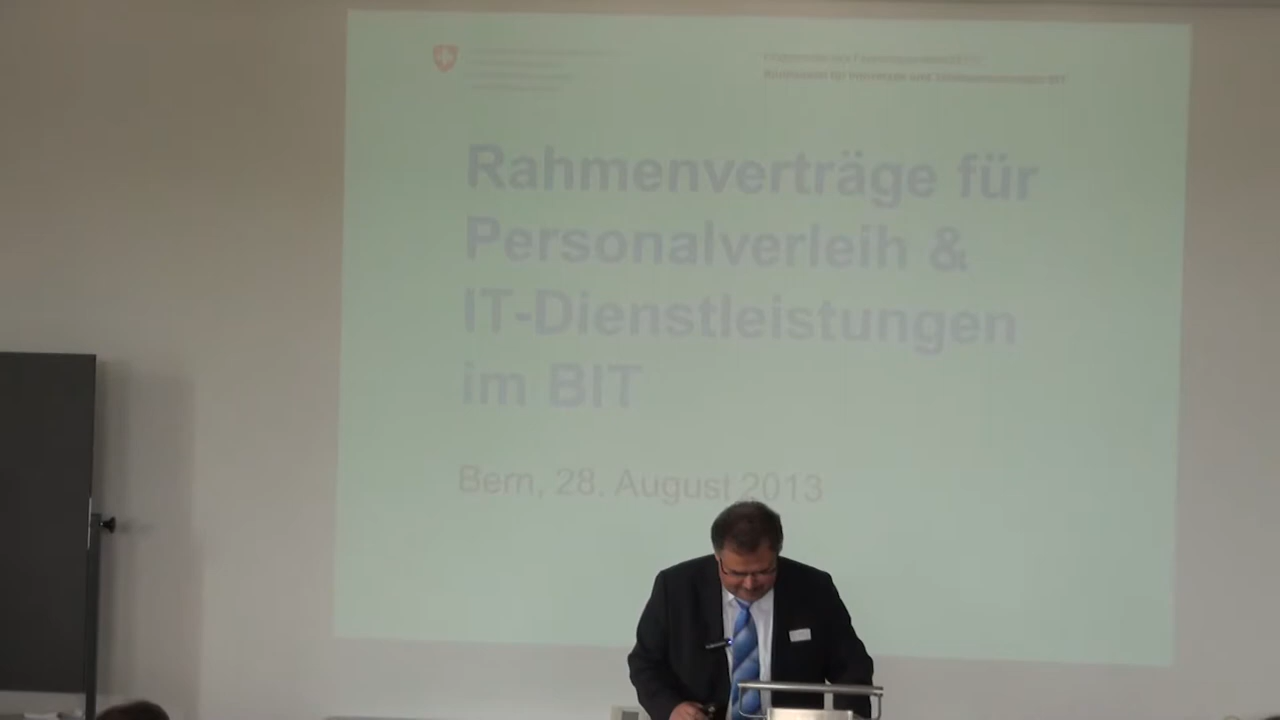 Rahmenverträge für
Personalverleih &
IT-Dienstleistungen
im BIT
Bern, 28. August 2013